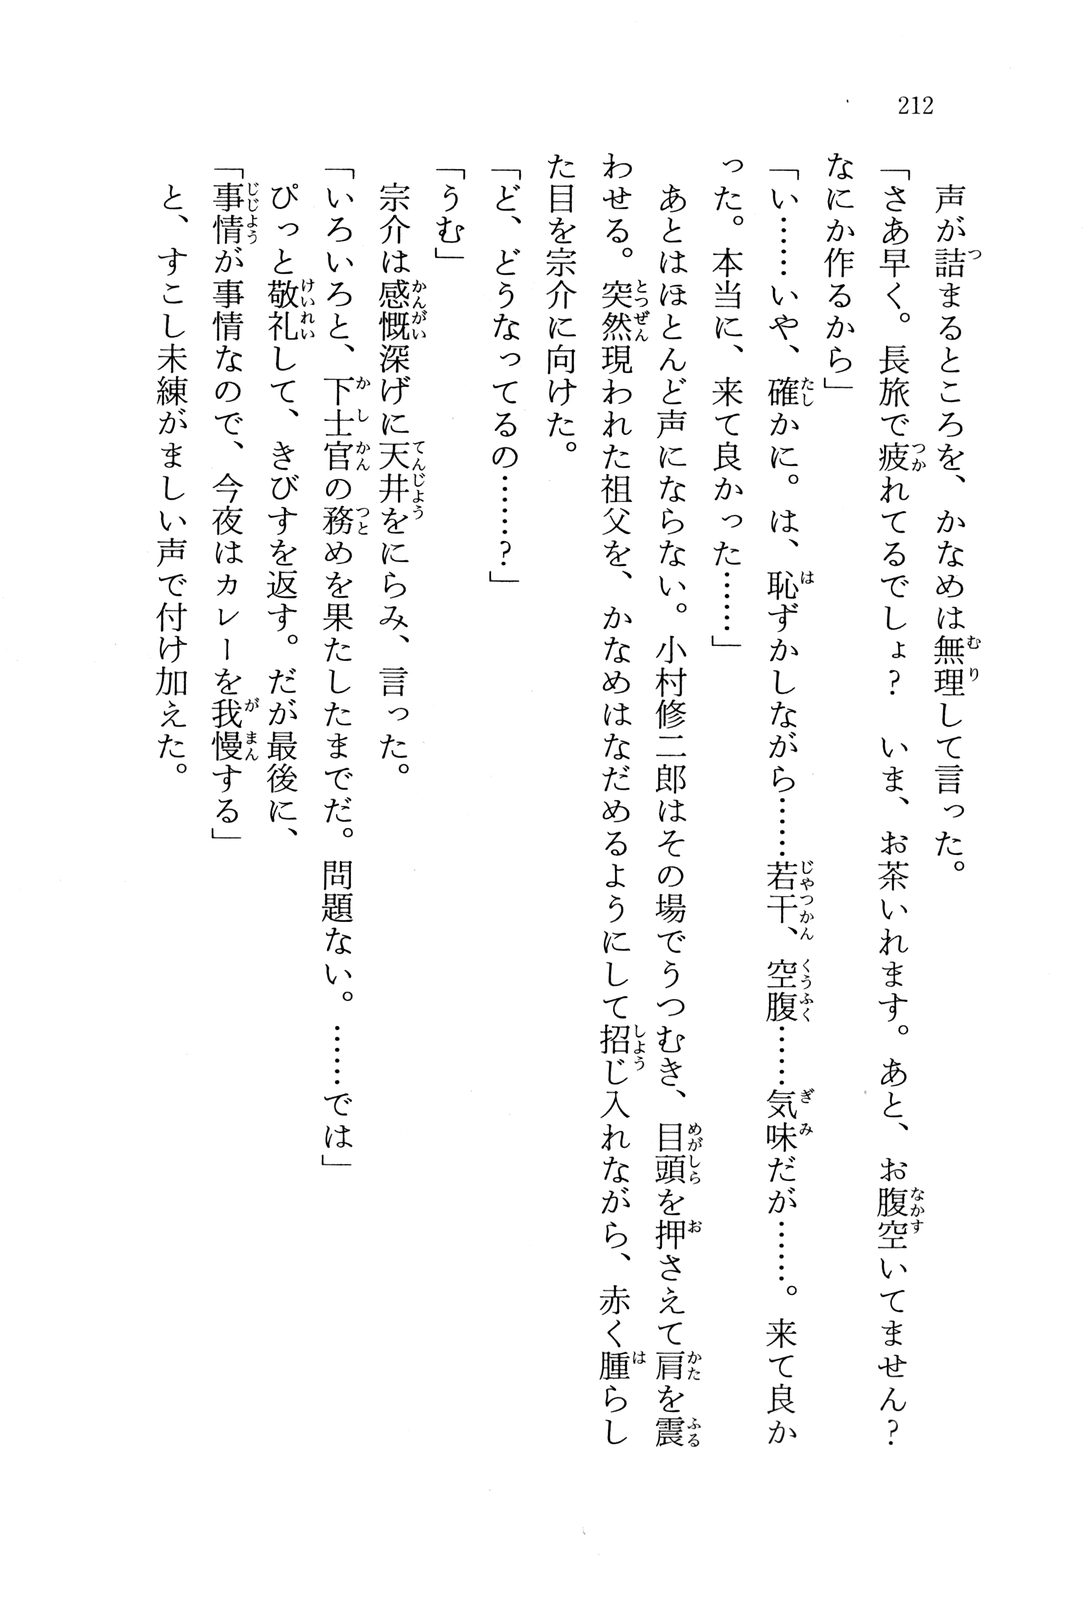 212
声が詰まるところを、かなめは無理して言った。
「さあ早く。長旅で疲れてるでしょ？　いま、お茶いれます。あと、お腹空いてません？
なにか作るから」
「い……いや、確かに。は、恥ずかしながら……若干、空腹……気味だが……。来て良か
った。本当に、来て良かった……」
あとはほとんど声にならない。小村修二郎はその場でうつむき、目頭を押さえて肩を震
わせる。突然現われた祖父を、かなめはなだめるようにして招じ入れながら、赤く腫らし
た目を宗介に向けた。
「ど、どうなってるの……？」
「うむ」
宗介は感慨深げに天井をにらみ、言った。
「いろいろと、下士官の務めを果たしたまでだ。問題ない。……では」
ぴっと敬礼して、きびすを返す。だが最後に、
「事情が事情なので、今夜はカレーを我慢する」
と、すこし未練がましい声で付け加えた。